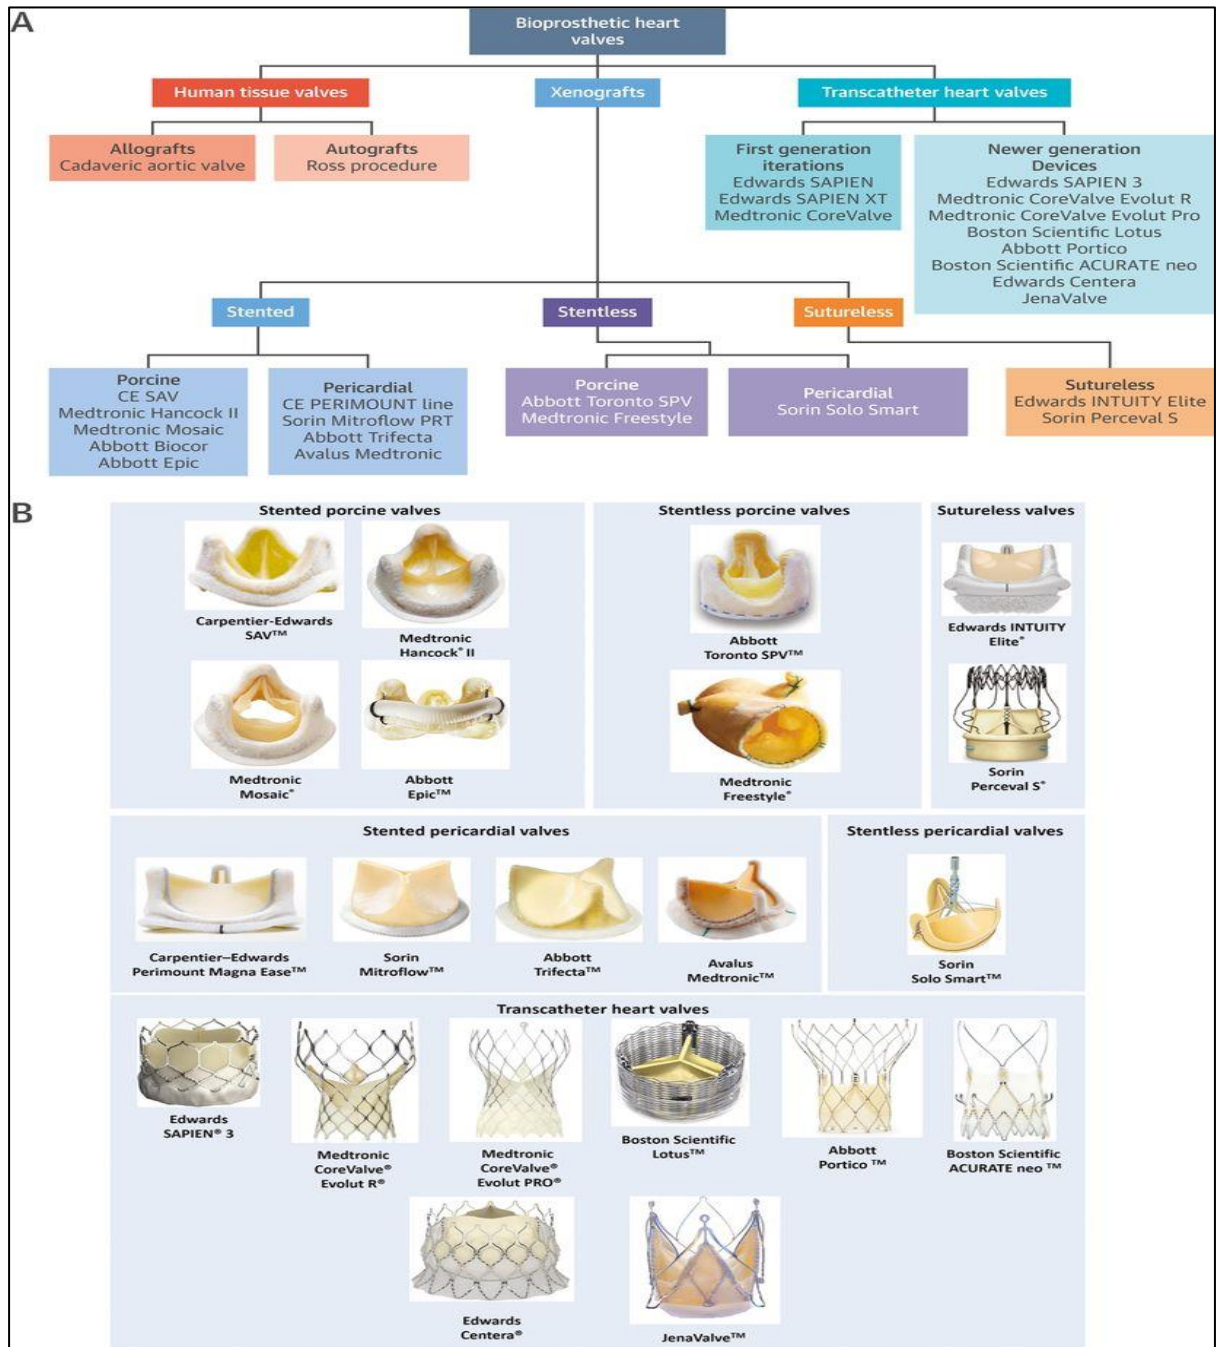 A
Bioprosthetic heart
valves
Human tissue valves
Xenografts
Transcatheter heart valves
Allografts
Cadaveric aortic valve
Autografts
Ross procedure
First generation
iterations
Edwards SAPIEN
Edwards SAPIEN XT
Medtronic CoreValve
Newer generation
Devices
Edwards SAPIEN 3
Medtronic CoreValve Evolut R
Medtronic CoreValve Evolut Pro
Boston Scientific Lotus
Abbott Portico
Boston Scientific ACURATE neo
Edwards Centera
JenaValve
Stented
Stentless
Sutureless
Porcine
CE SAV
Medtronic Hancock II
Medtronic Mosaic
Abbott Biocor
Abbott Epic
Pericardial
CE PERIMOUNT line
Sorin Mitroflow PRT
Abbott Trifecta
Avalus Medtronic
Porcine
Abbott Toronto SPV
Medtronic Freestyle
Pericardial
Sorin Solo Smart
Sutureless
Edwards INTUITY Elite
Sorin Perceval S
B
Stented porcine valves
Carpentier-Edwards
SAV™
Medtronic
Hancock® II
Medtronic
Mosaic®
Abbott
Epic™
Stentless porcine valves
Abbott
Toronto SPV™
Medtronic
Freestyle®
Sutureless valves
Edwards INTUITY
Elite®
Sorin
Perceval S®
Stented pericardial valves
Carpentier–Edwards
Perimount Magna Ease™
Sorin
Mitroflow™
Abbott
Trifecta™
Avalus
Medtronic™
Stentless pericardial valves
Sorin
Solo Smart™
Transcatheter heart valves
Edwards
SAPIEN® 3
Medtronic
CoreValve®
Evolut R®
Medtronic
CoreValve®
Evolut PRO®
Boston Scientific
Lotus™
Abbott
Portico ™
Boston Scientific
ACURATE neo ™
Edwards
Centera®
JenaValve™